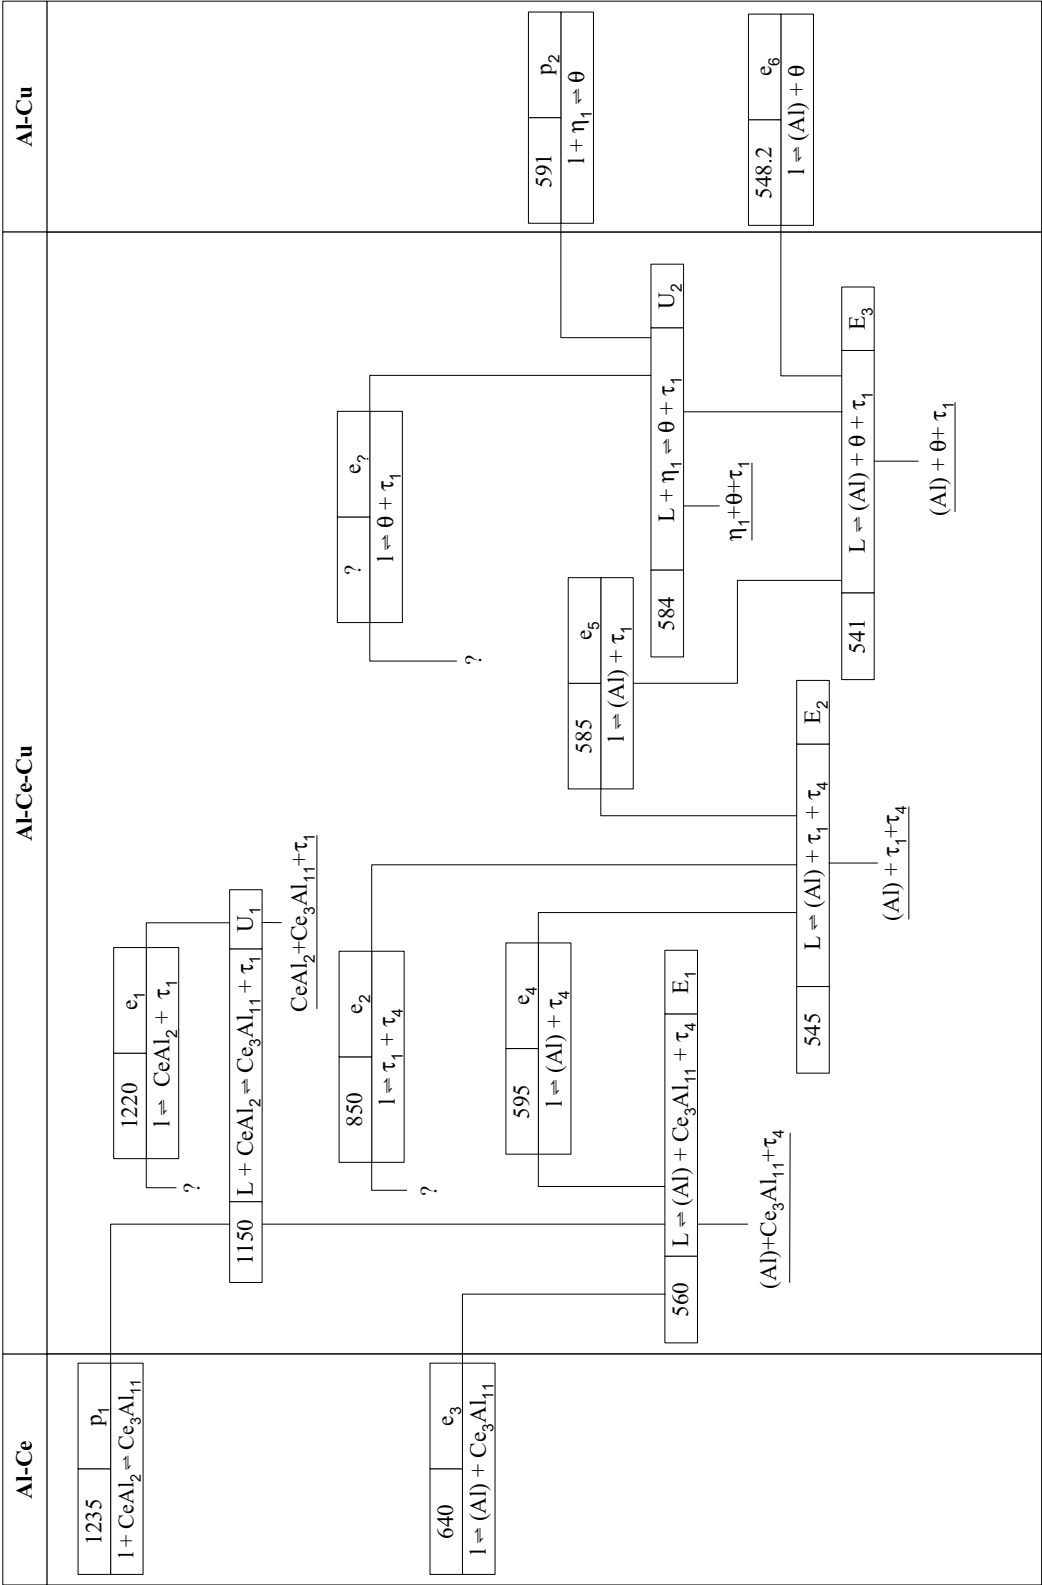 Al-Ce
Al-Ce-Cu
Al-Cu
1235 p₁
l + CeAl₂ ⇌ Ce₃Al₁₁
1220 e₁
l ⇌ CeAl₂ + τ₁
?
1150 L + CeAl₂ ⇌ Ce₃Al₁₁ + τ₁ U₁
CeAl₂+Ce₃Al₁₁+τ₁
? e?
l ⇌ θ + τ₁
?
850 e₂
l ⇌ τ₁ + τ₄
?
640 e₃
l ⇌ (Al) + Ce₃Al₁₁
595 e₄
l ⇌ (Al) + τ₄
591 p₂
l + η₁ ⇌ θ
585 e₅
l ⇌ (Al) + τ₁
584 L + η₁ ⇌ θ + τ₁ U₂
η₁+θ+τ₁
560 L ⇌ (Al) + Ce₃Al₁₁ + τ₄ E₁
(Al)+Ce₃Al₁₁+τ₄
548.2 e₆
l ⇌ (Al) + θ
545 L ⇌ (Al) + τ₁ + τ₄ E₂
(Al) + τ₁+τ₄
541 L ⇌ (Al) + θ + τ₁ E₃
(Al) + θ+ τ₁